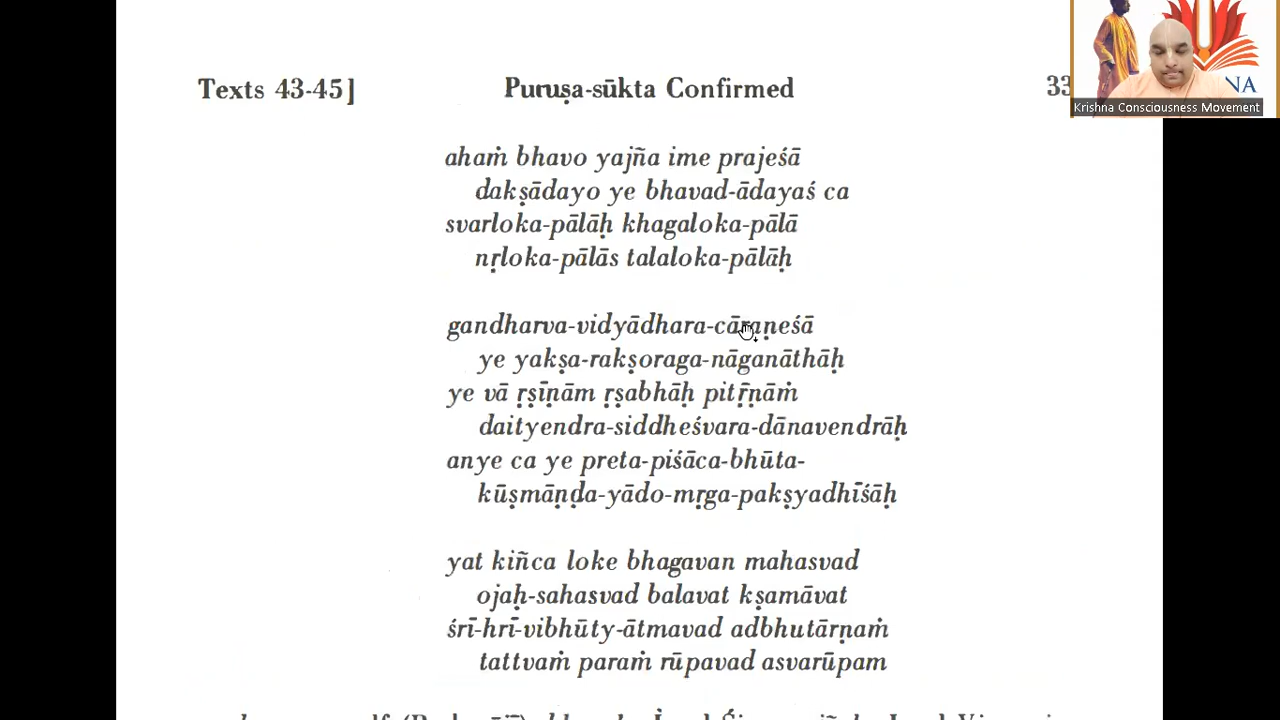 Texts 43-45] Puruṣa-sūkta Confirmed 33
ahaṁ bhavo yajña ime prajeśā
dakṣādayo ye bhavad-ādayaś ca
svarloka-pālāḥ khagaloka-pālā
nṛloka-pālās talaloka-pālāḥ
gandharva-vidyādhara-cāraṇeśā
ye yakṣa-rakṣoraga-nāganāthāḥ
ye vā ṛṣīṇām ṛṣabhāḥ pitṝṇāṁ
daityendra-siddheśvara-dānavendrāḥ
anye ca ye preta-piśāca-bhūta-
kūṣmāṇḍa-yādo-mṛga-pakṣyadhīśāḥ
yat kiñca loke bhagavan mahasvad
ojaḥ-sahasvad balavat kṣamāvat
śrī-hrī-vibhūty-ātmavad adbhutārṇaṁ
tattvaṁ paraṁ rūpavad asvarūpam
NA
Krishna Consciousness Movement